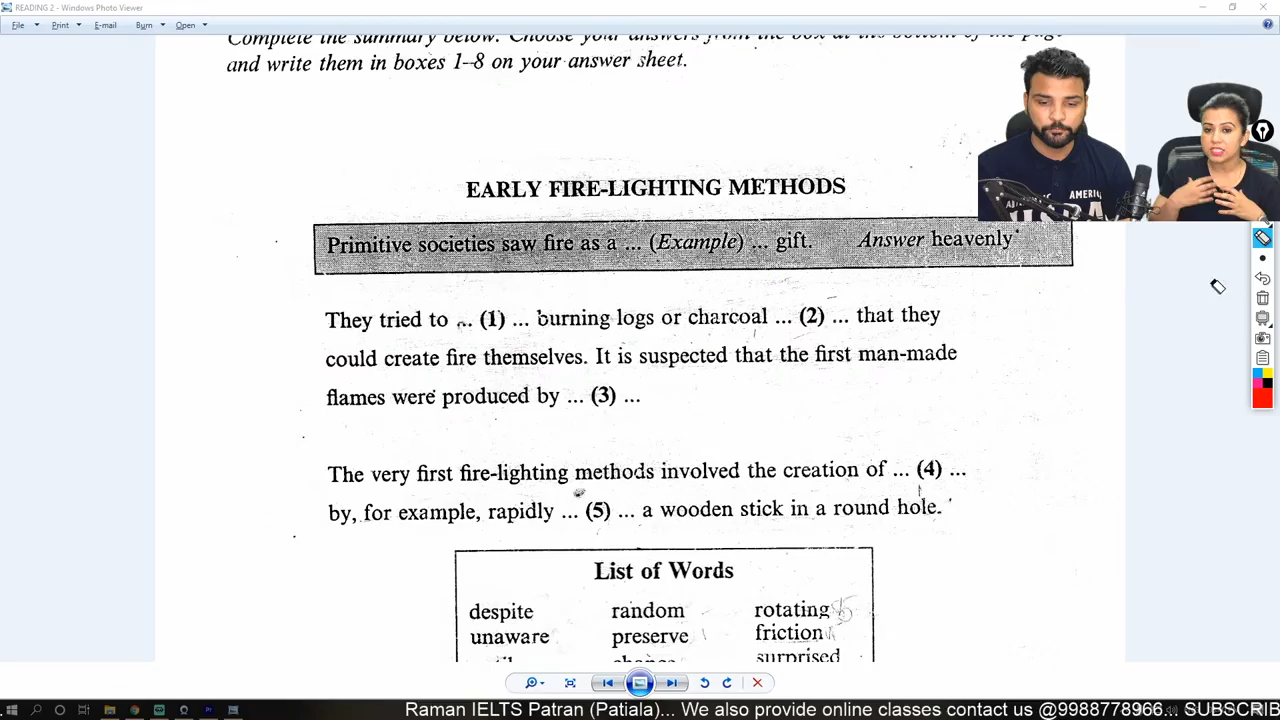 READING 2 - Windows Photo Viewer
File Print E-mail Burn Open
Complete the summary below. Choose your answers from the box at the bottom of the page
and write them in boxes 1–8 on your answer sheet.
EARLY FIRE-LIGHTING METHODS
Primitive societies saw fire as a ... (Example) ... gift. Answer heavenly
They tried to ... (1) ... burning logs or charcoal ... (2) ... that they
could create fire themselves. It is suspected that the first man-made
flames were produced by ... (3) ...
The very first fire-lighting methods involved the creation of ... (4) ...
by, for example, rapidly ... (5) ... a wooden stick in a round hole.
List of Words
despite random rotating
unaware preserve friction
chance surprised
AMERICA
Raman IELTS Patran (Patiala)... We also provide online classes contact us @9988778966 SUBSCRIB